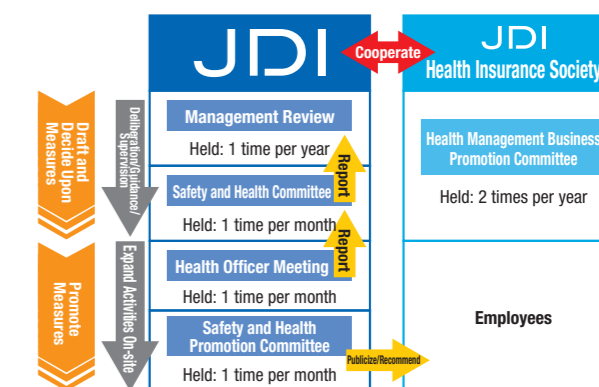 JDI
Cooperate
JDI
Health Insurance Society
Draft and
Decide Upon
Measures
Deliberation/Guidance/
Supervision
Management Review
Held: 1 time per year
Report
Safety and Health Committee
Held: 1 time per month
Report
Health Management Business
Promotion Committee
Held: 2 times per year
Promote
Measures
Expand Activities On-site
Health Officer Meeting
Held: 1 time per month
Safety and Health
Promotion Committee
Held: 1 time per month
Publicize/Recommend
Employees